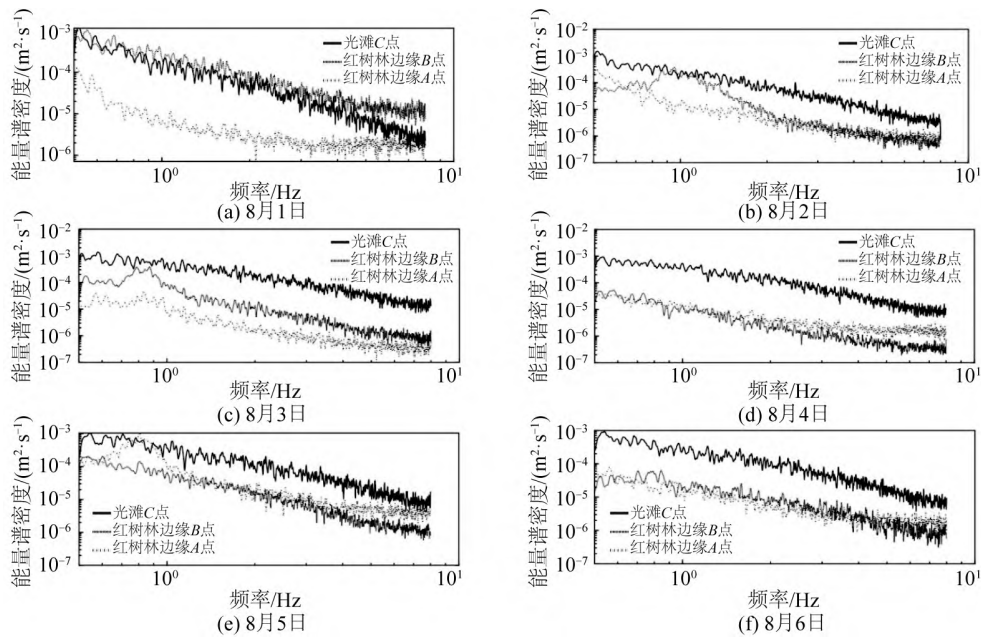 能量谱密度/(m²·s⁻¹)
10⁻³
10⁻⁴
10⁻⁵
10⁻⁶
光滩C点
红树林边缘B点
红树林边缘A点
10⁰
10¹
频率/Hz
(a) 8月1日
能量谱密度/(m²·s⁻¹)
10⁻²
10⁻³
10⁻⁴
10⁻⁵
10⁻⁶
10⁻⁷
光滩C点
红树林边缘B点
红树林边缘A点
10⁰
10¹
频率/Hz
(b) 8月2日
能量谱密度/(m²·s⁻¹)
10⁻²
10⁻³
10⁻⁴
10⁻⁵
10⁻⁶
10⁻⁷
光滩C点
红树林边缘B点
红树林边缘A点
10⁰
10¹
频率/Hz
(c) 8月3日
能量谱密度/(m²·s⁻¹)
10⁻²
10⁻³
10⁻⁴
10⁻⁵
10⁻⁶
10⁻⁷
光滩C点
红树林边缘B点
红树林边缘A点
10⁰
10¹
频率/Hz
(d) 8月4日
能量谱密度/(m²·s⁻¹)
10⁻³
10⁻⁴
10⁻⁵
10⁻⁶
10⁻⁷
光滩C点
红树林边缘B点
红树林边缘A点
10⁰
10¹
频率/Hz
(e) 8月5日
能量谱密度/(m²·s⁻¹)
10⁻³
10⁻⁴
10⁻⁵
10⁻⁶
10⁻⁷
光滩C点
红树林边缘B点
红树林边缘A点
10⁰
10¹
频率/Hz
(f) 8月6日